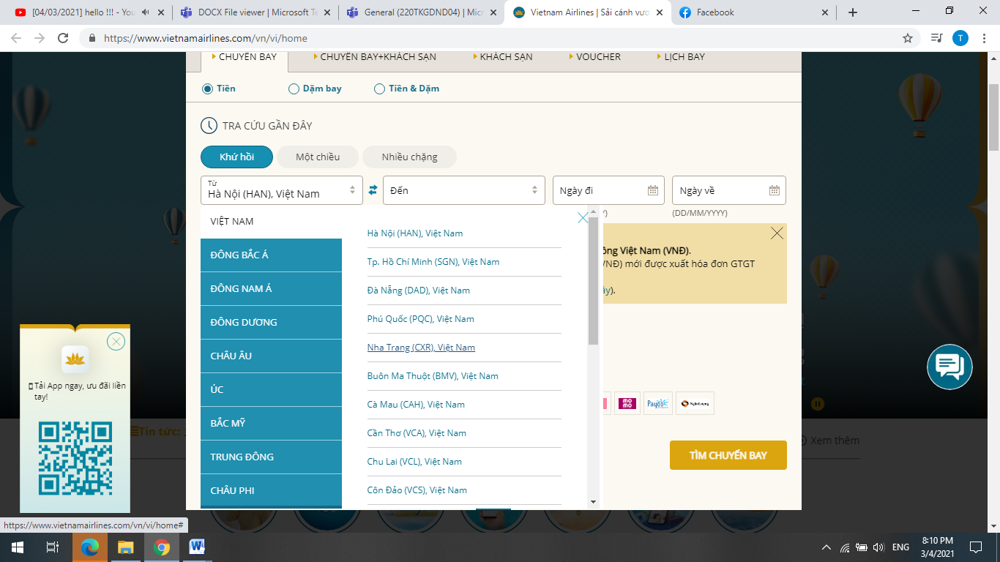 [04/03/2021] hello !!! - You
DOCX File viewer | Microsoft Te
General (220TKGDND04) | Micr
Vietnam Airlines | Sải cánh vươ
Facebook
https://www.vietnamairlines.com/vn/vi/home
T
CHUYẾN BAY
CHUYẾN BAY+KHÁCH SẠN
KHÁCH SẠN
VOUCHER
LỊCH BAY
Tiền
Dặm bay
Tiền & Dặm
TRA CỨU GẦN ĐÂY
Khứ hồi
Một chiều
Nhiều chặng
Từ
Hà Nội (HAN), Việt Nam
Đến
Ngày đi
Ngày về
(DD/MM/YYYY)
VIỆT NAM
ĐÔNG BẮC Á
ĐÔNG NAM Á
ĐÔNG DƯƠNG
CHÂU ÂU
ÚC
BẮC MỸ
TRUNG ĐÔNG
CHÂU PHI
Hà Nội (HAN), Việt Nam
Tp. Hồ Chí Minh (SGN), Việt Nam
Đà Nẵng (DAD), Việt Nam
Phú Quốc (PQC), Việt Nam
Nha Trang (CXR), Việt Nam
Buôn Ma Thuột (BMV), Việt Nam
Cà Mau (CAH), Việt Nam
Cần Thơ (VCA), Việt Nam
Chu Lai (VCL), Việt Nam
Côn Đảo (VCS), Việt Nam
Việt Nam (VNĐ).
mới được xuất hóa đơn GTGT
momo
Payoo
NgânLượng
TÌM CHUYẾN BAY
Tải App ngay, ưu đãi liền
tay!
Tin tức:
Xem thêm
https://www.vietnamairlines.com/vn/vi/home#
ENG
8:10 PM
3/4/2021